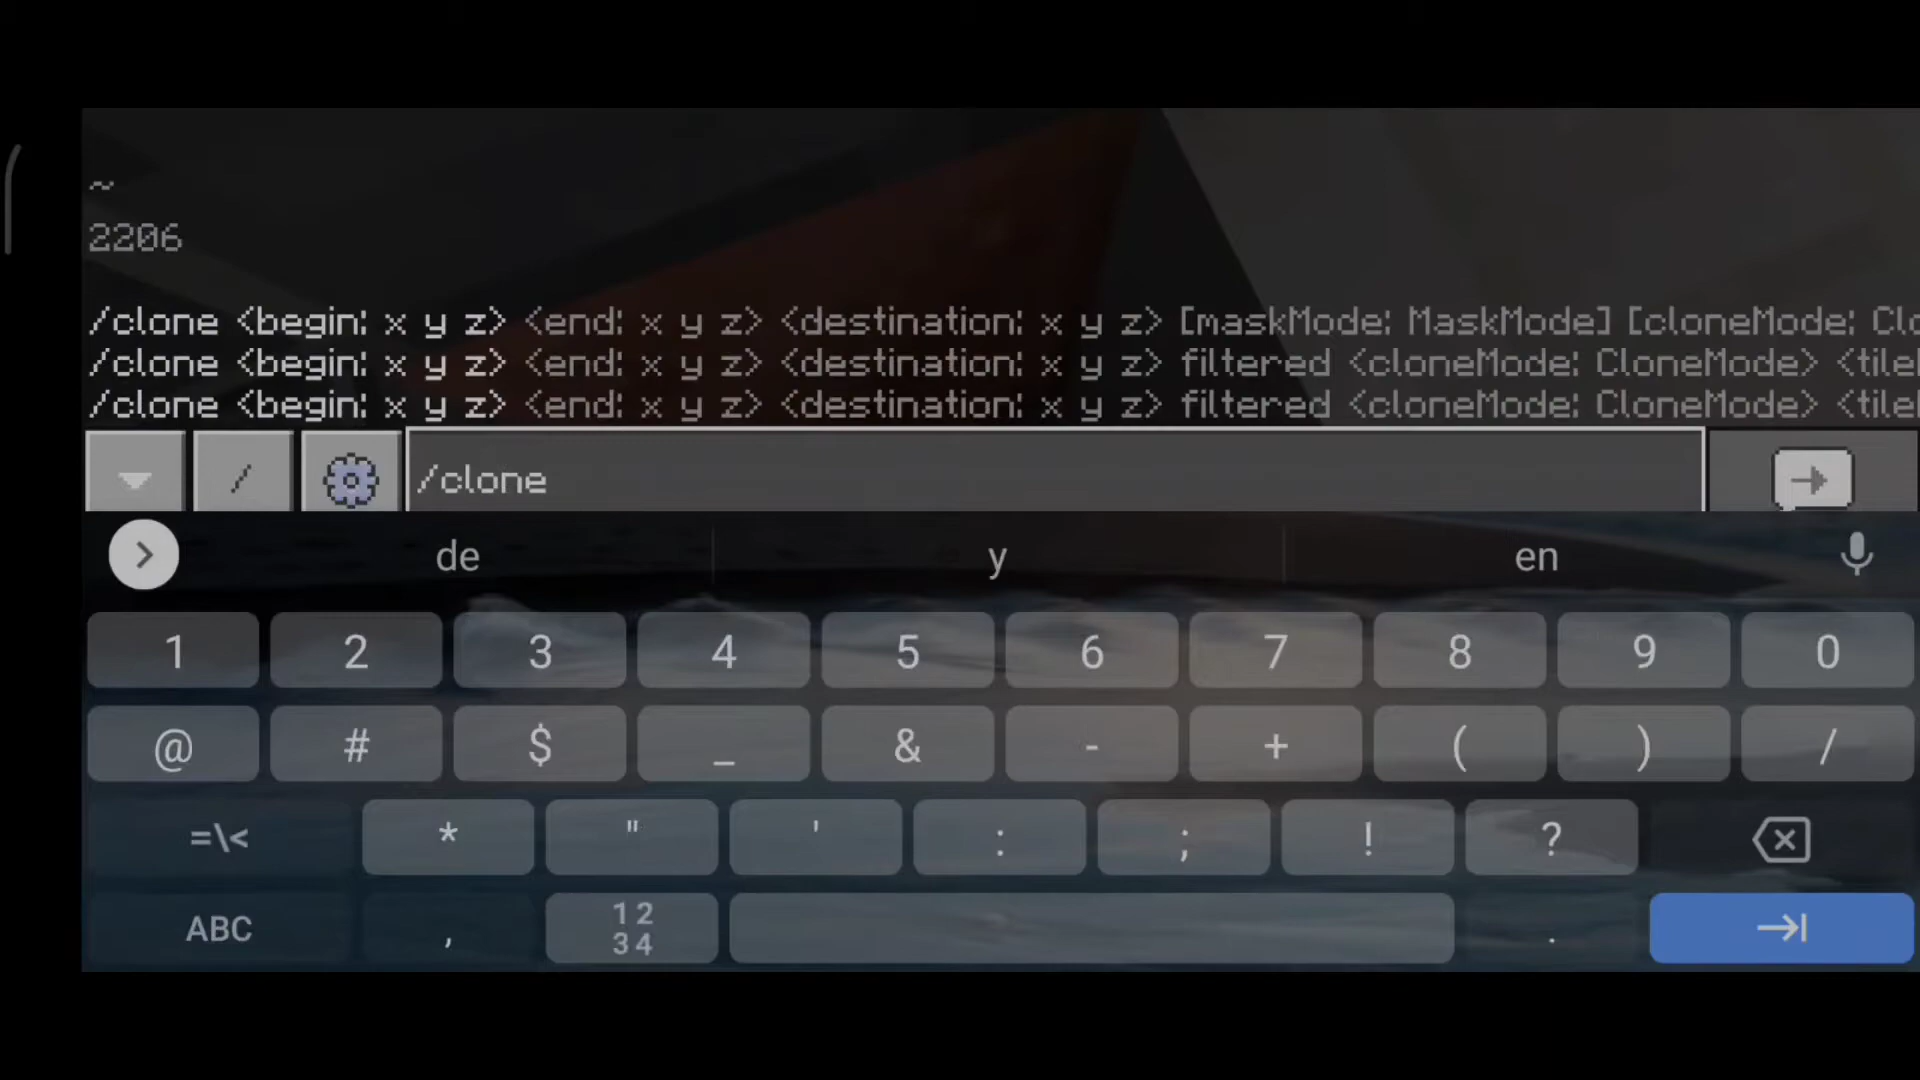 ~
2206
/clone <begin: x y z> <end: x y z> <destination: x y z> [maskMode: MaskMode] [cloneMode: Clo
/clone <begin: x y z> <end: x y z> <destination: x y z> filtered <cloneMode: CloneMode> <tile
/clone <begin: x y z> <end: x y z> <destination: x y z> filtered <cloneMode: CloneMode> <tile
/ /clone
de y en
1 2 3 4 5 6 7 8 9 0
@ # $ _ & - + ( ) /
=\< * " ' : ; ! ?
ABC , 12 34 .